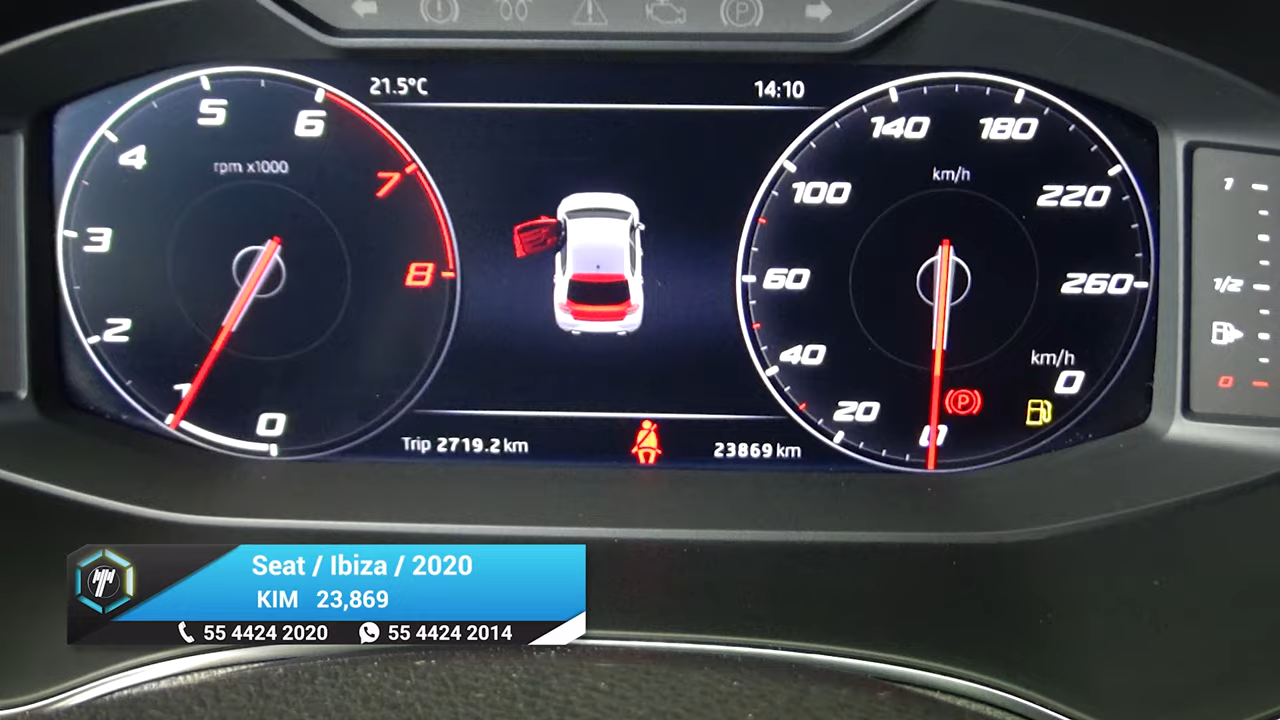 21.5°C
14:10
5
6
4
rpm x1000
7
3
8
2
1
0
140
180
km/h
100
220
60
260
40
km/h
0
20
0
P
1
1/2
0
P
Trip 2719.2 km
23869 km
Seat / Ibiza / 2020
KIM 23,869
55 4424 2020
55 4424 2014